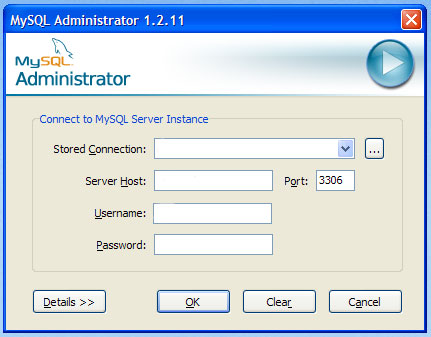 MySQL Administrator 1.2.11
MySQL
Administrator
Connect to MySQL Server Instance
Stored Connection:
...
Server Host:
Port: 3306
Username:
Password:
Details >>
OK
Clear
Cancel